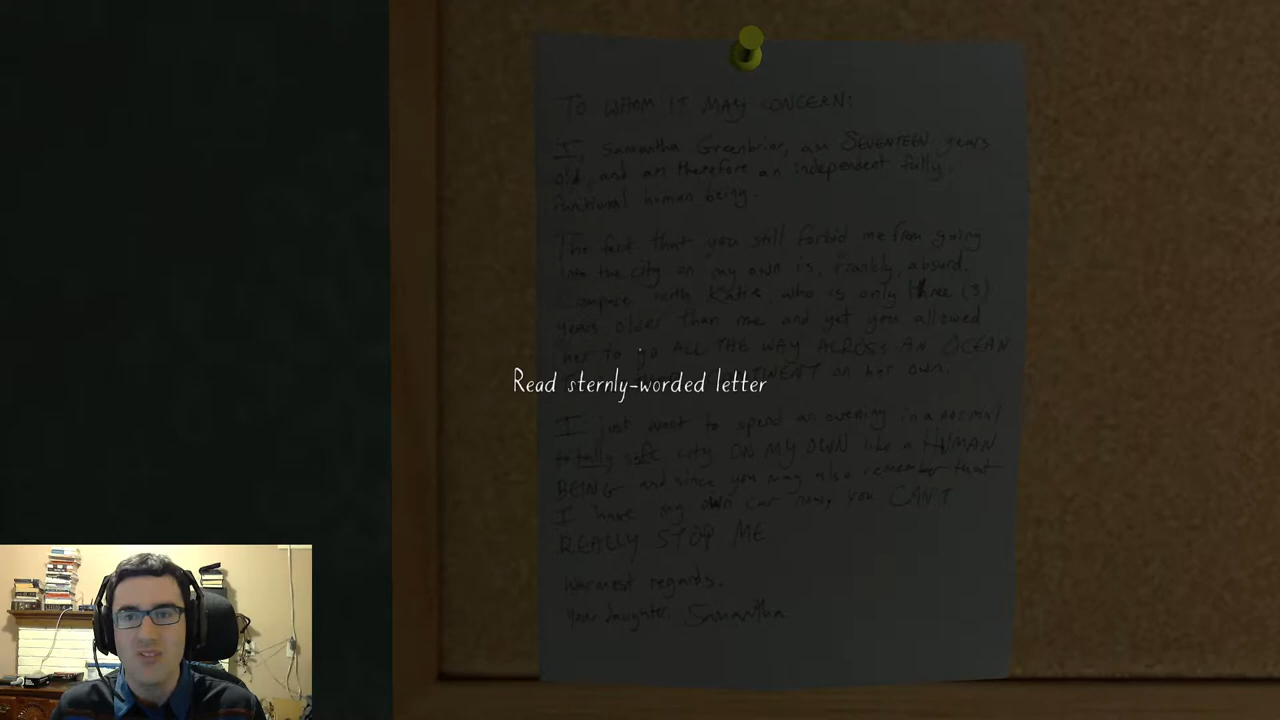 TO WHOM IT MAY CONCERN:
I, Samantha Greenbriar, am SEVENTEEN years
old, and am therefore an independent fully
functional human being.
The fact that you still forbid me from going
into the city on my own is, frankly, absurd.
Compare with Katie, who is only three (3)
years older than me and yet you allowed
her to go ALL THE WAY ACROSS AN OCEAN
CONTINENT on her own.
Read sternly-worded letter
I just want to spend an evening in a normal
totally safe city ON MY OWN like a HUMAN
BEING and since you may also remember that
I have my own car now, you CAN'T
REALLY STOP ME
Warmest regards,
Your daughter, Samantha